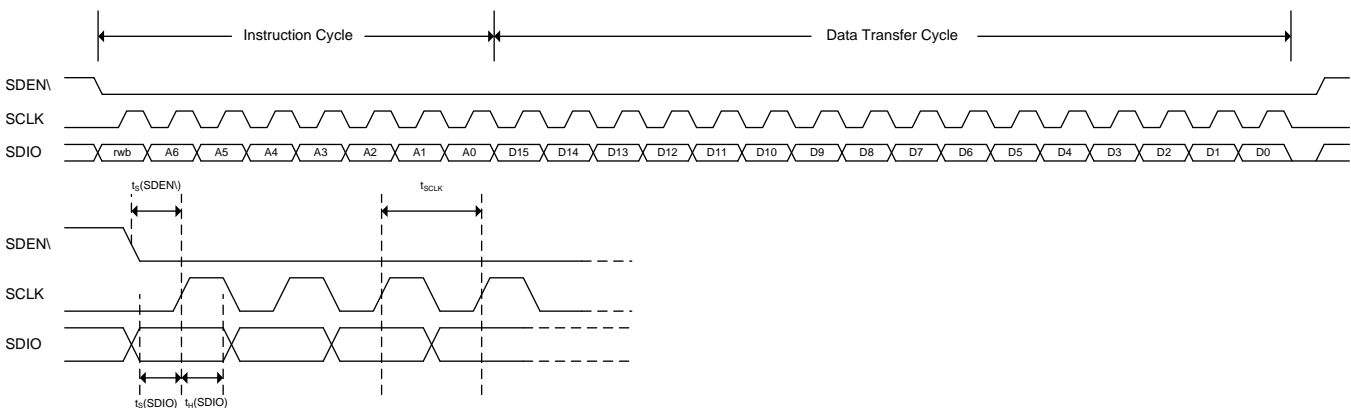 Instruction Cycle Data Transfer Cycle
SDEN\
SCLK
SDIO rwb A6 A5 A4 A3 A2 A1 A0 D15 D14 D13 D12 D11 D10 D9 D8 D7 D6 D5 D4 D3 D2 D1 D0
tS(SDEN\) tSCLK
SDEN\
SCLK
SDIO
tS(SDIO) tH(SDIO)